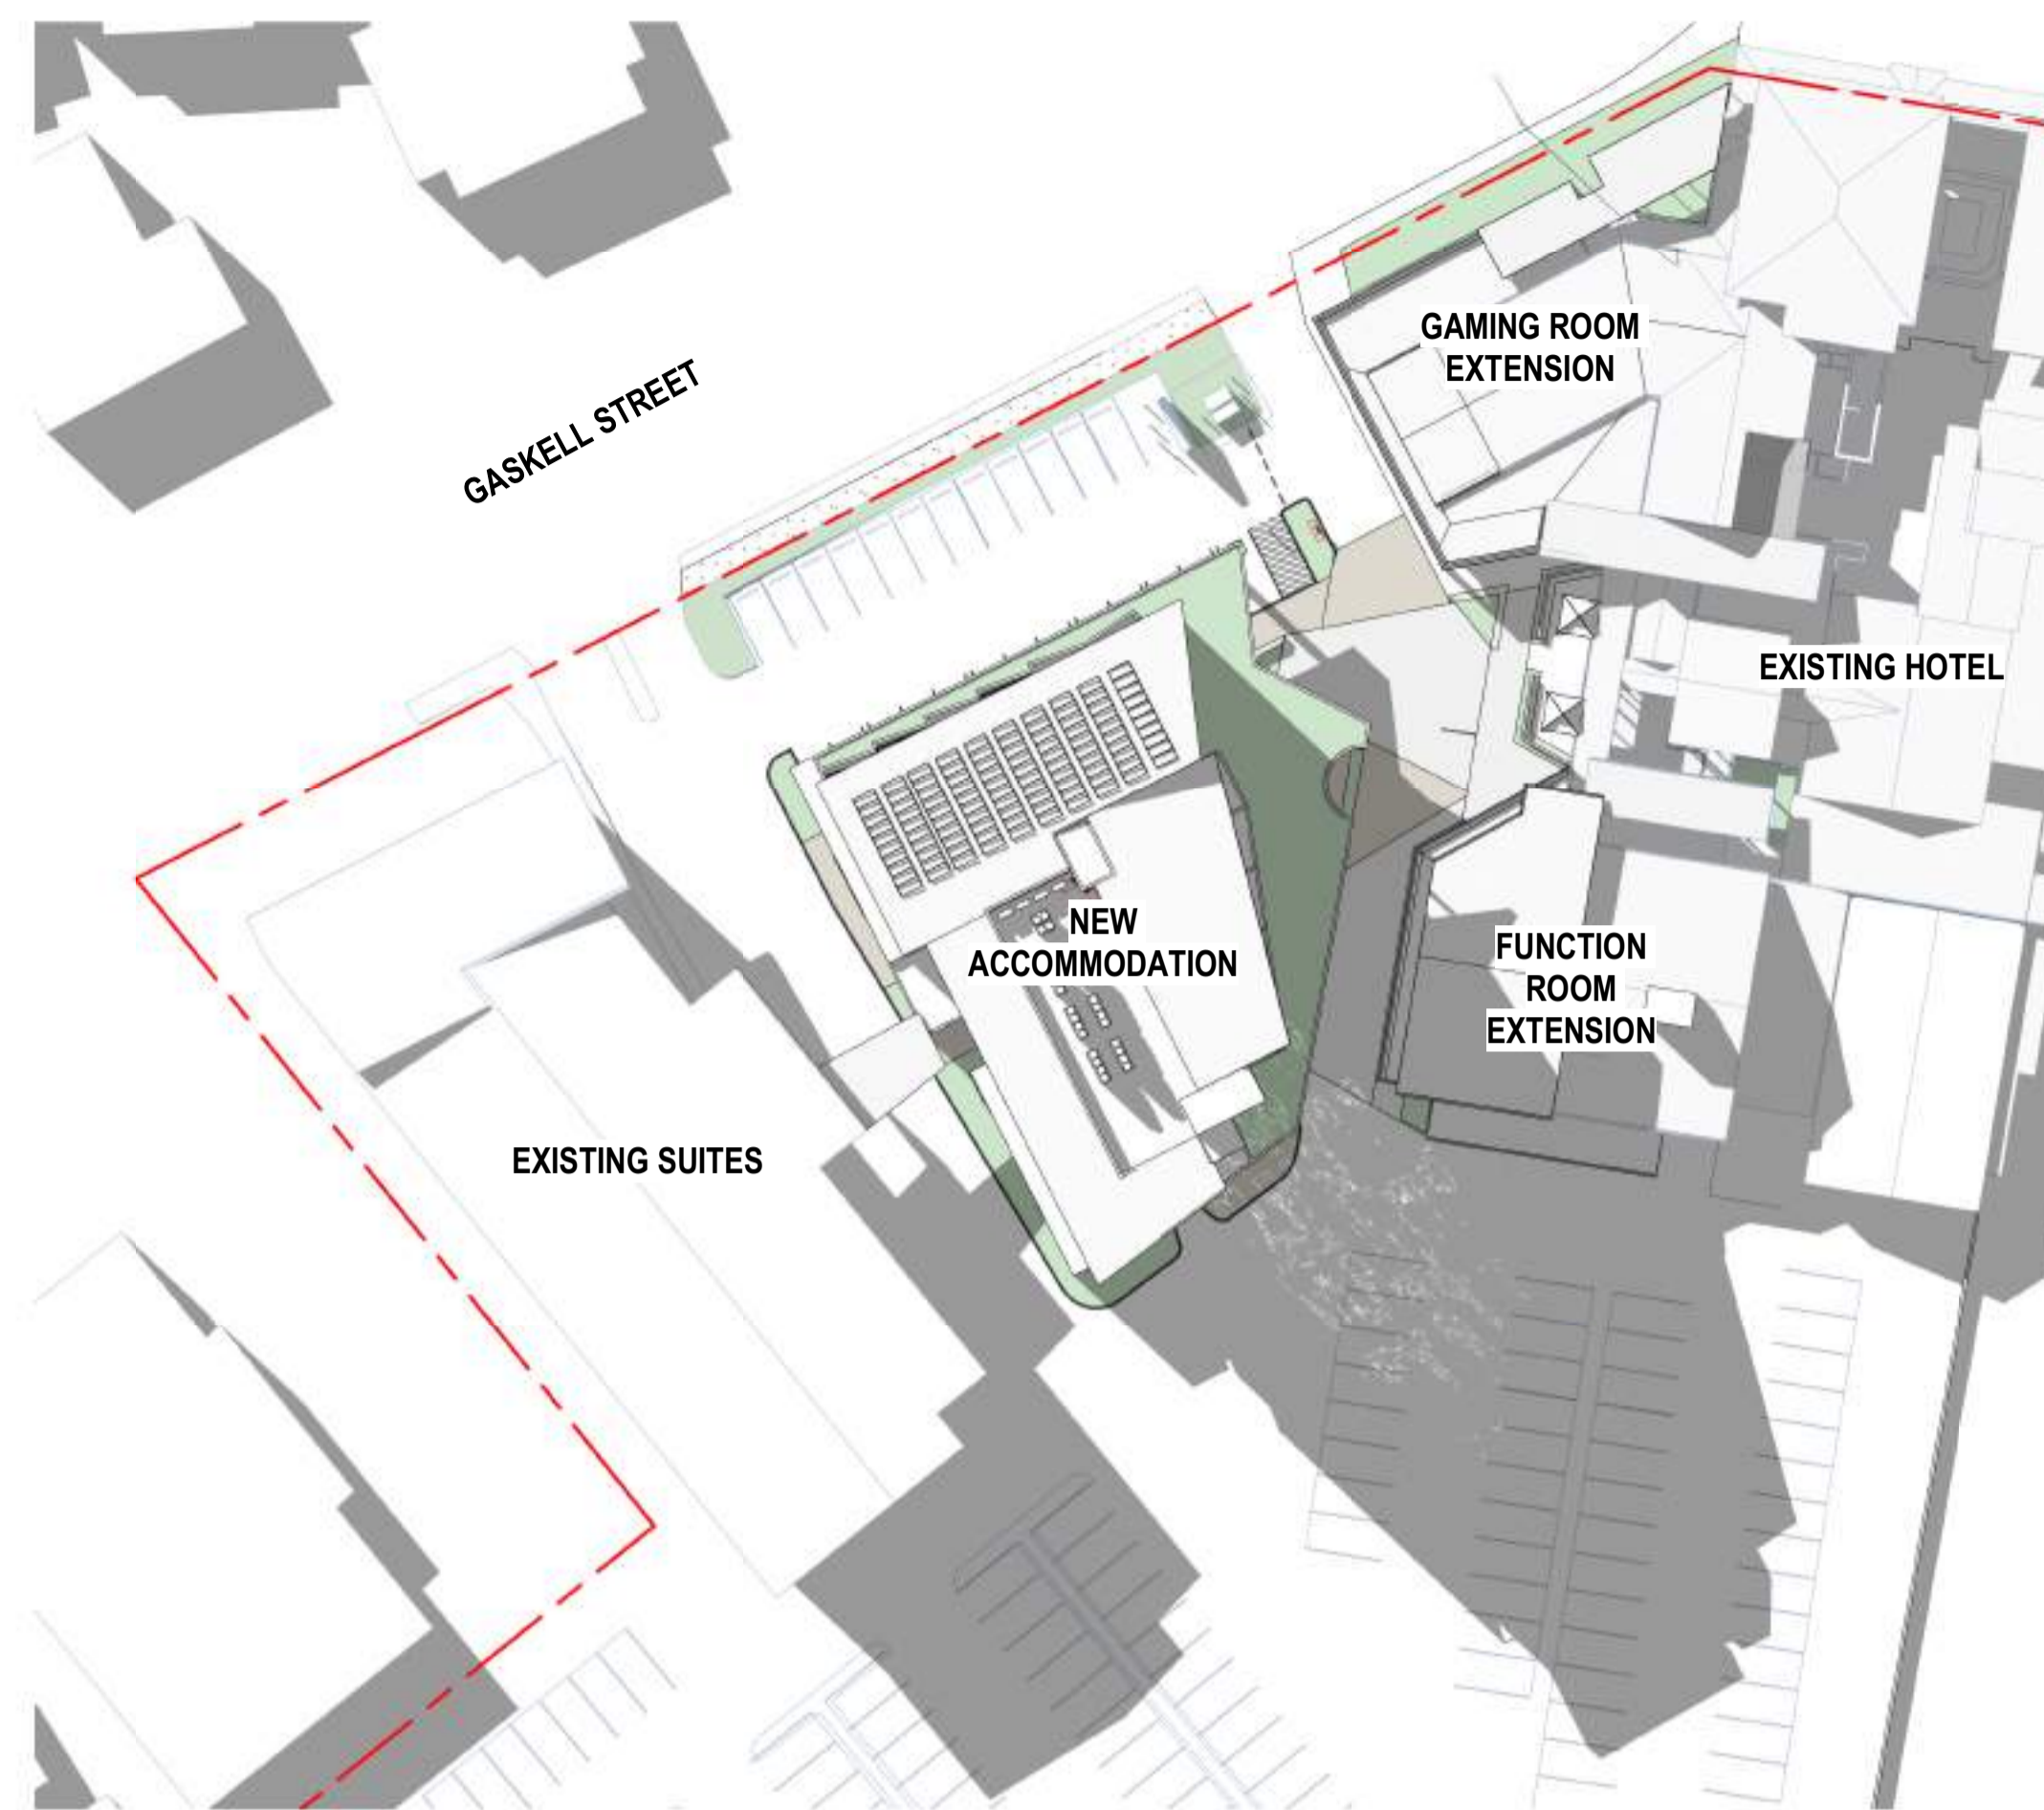 GAMING ROOM
EXTENSION
GASKELL STREET
EXISTING HOTEL
NEW
ACCOMMODATION
FUNCTION
ROOM
EXTENSION
EXISTING SUITES